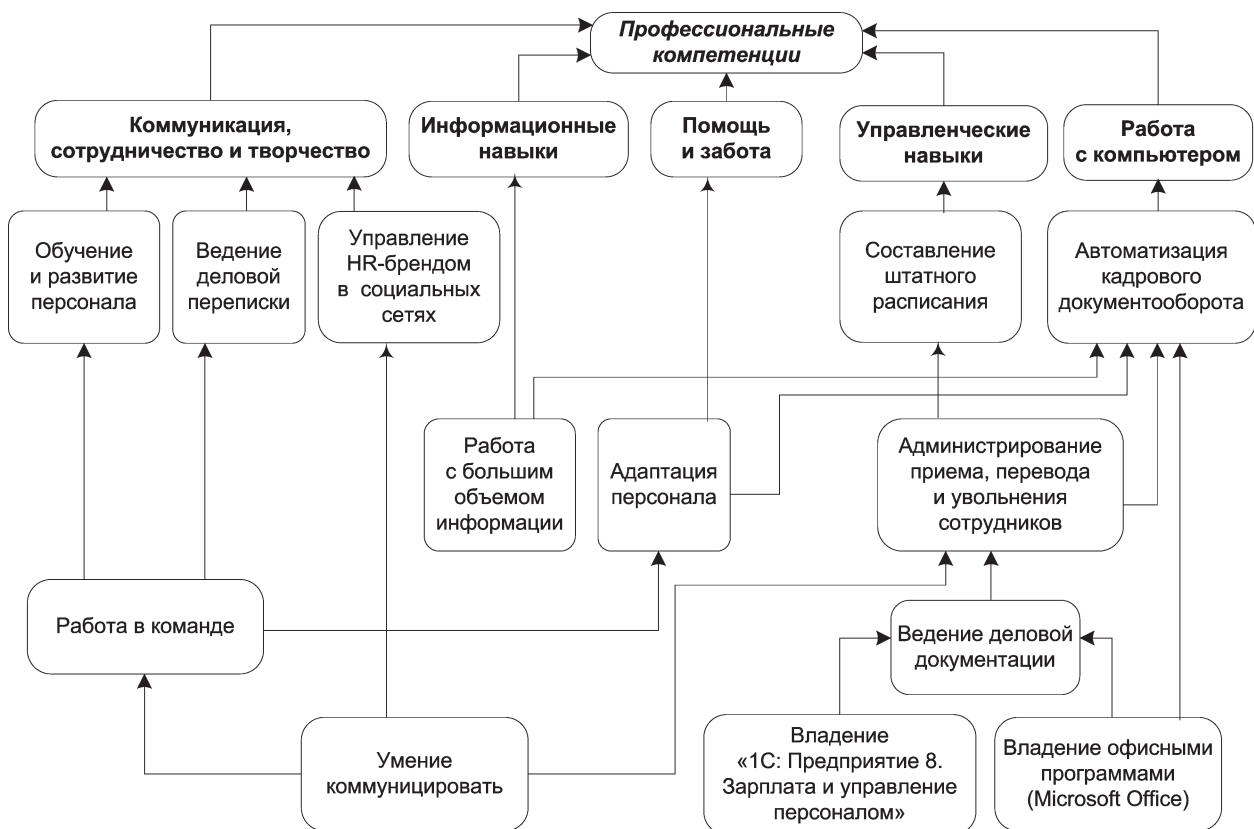 Профессиональные
компетенции
Коммуникация,
сотрудничество и творчество
Информационные
навыки
Помощь
и забота
Управленческие
навыки
Работа
с компьютером
Обучение
и развитие
персонала
Ведение
деловой
переписки
Управление
HR-брендом
в социальных
сетях
Составление
штатного
расписания
Автоматизация
кадрового
документооборота
Работа
с большим
объемом
информации
Адаптация
персонала
Администрирование
приема, перевода
и увольнения
сотрудников
Работа в команде
Ведение деловой
документации
Умение
коммуницировать
Владение
«1С: Предприятие 8.
Зарплата и управление
персоналом»
Владение офисными
программами
(Microsoft Office)